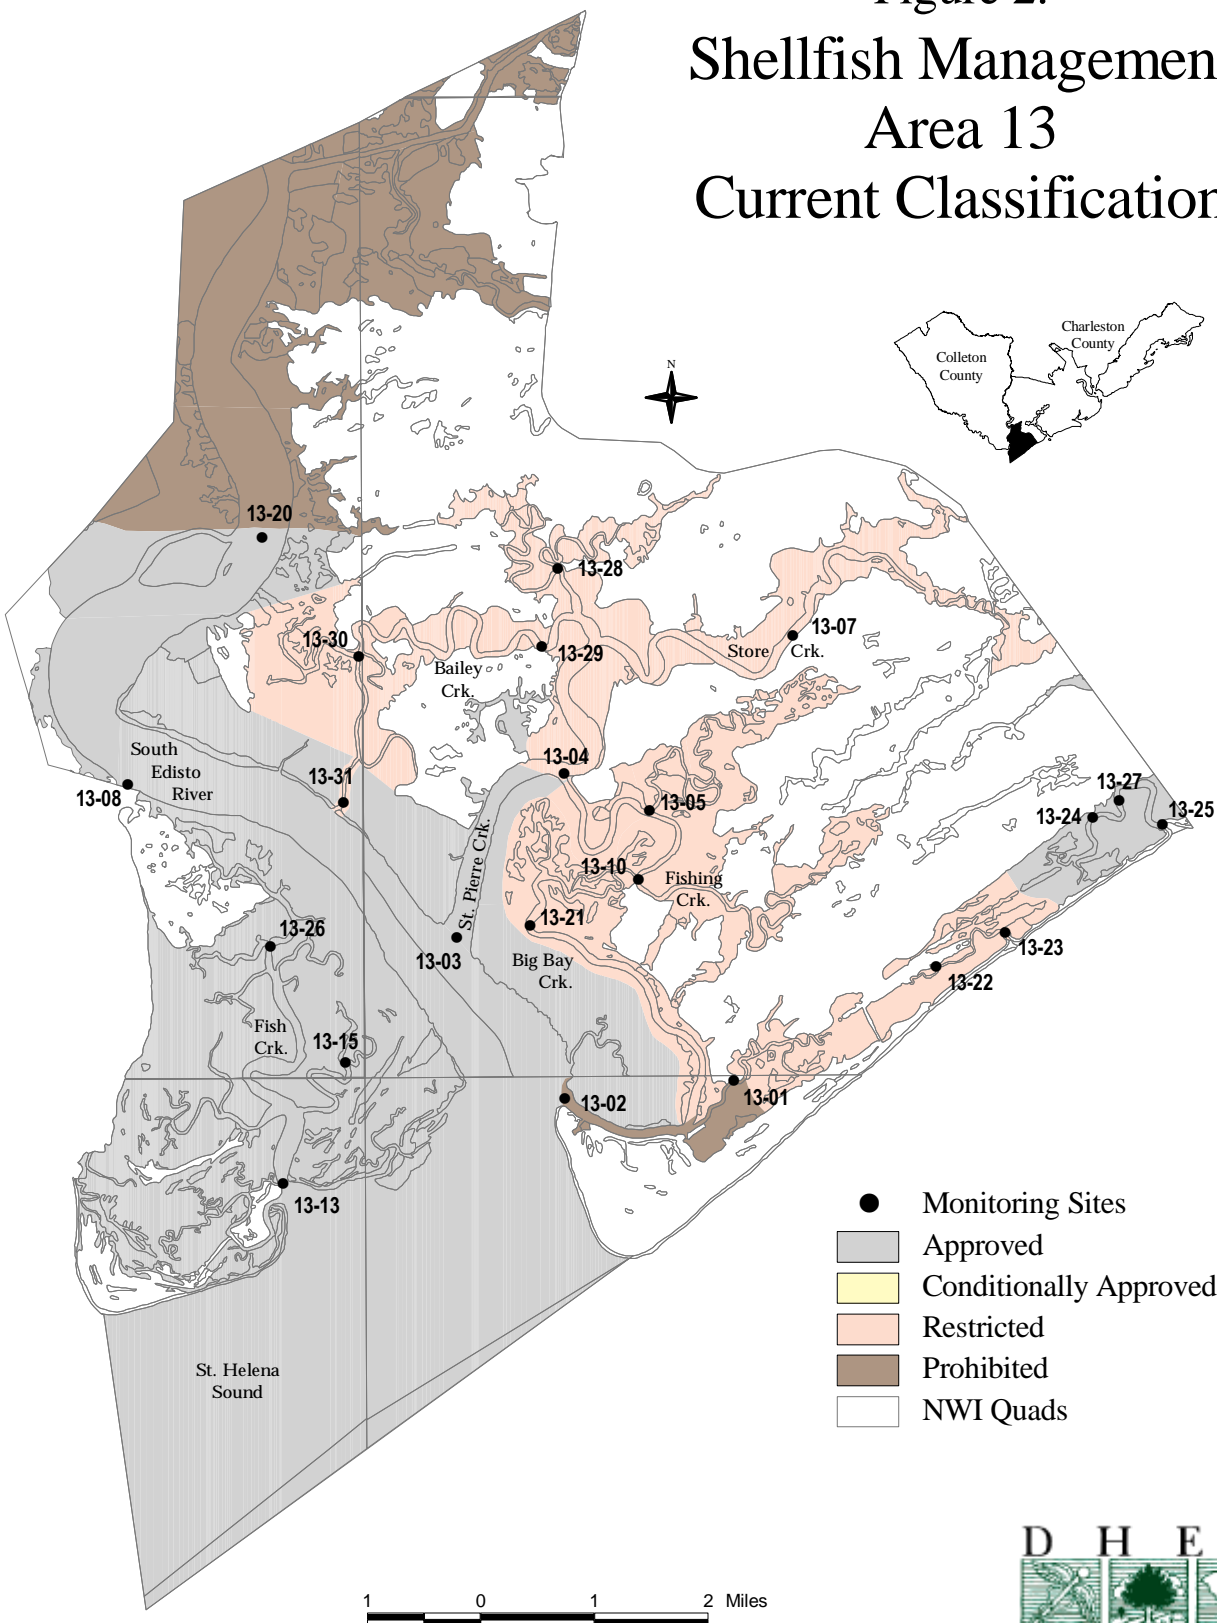 Figure 2.
Shellfish Managemen
Area 13
Current Classification
Charleston
County
Colleton
County
N
13-20
13-28
13-07
13-30
13-29
Store Crk.
Bailey
Crk.
South
Edisto
River
13-04
13-31
13-08
13-05
13-27
13-24
13-25
St. Pierre Crk.
13-10
Fishing
Crk.
13-21
13-26
13-03
Big Bay
Crk.
13-23
13-22
Fish
Crk.
13-15
13-02
13-01
13-13
Monitoring Sites
Approved
Conditionally Approved
Restricted
Prohibited
NWI Quads
St. Helena
Sound
D H E
1 0 1 2 Miles